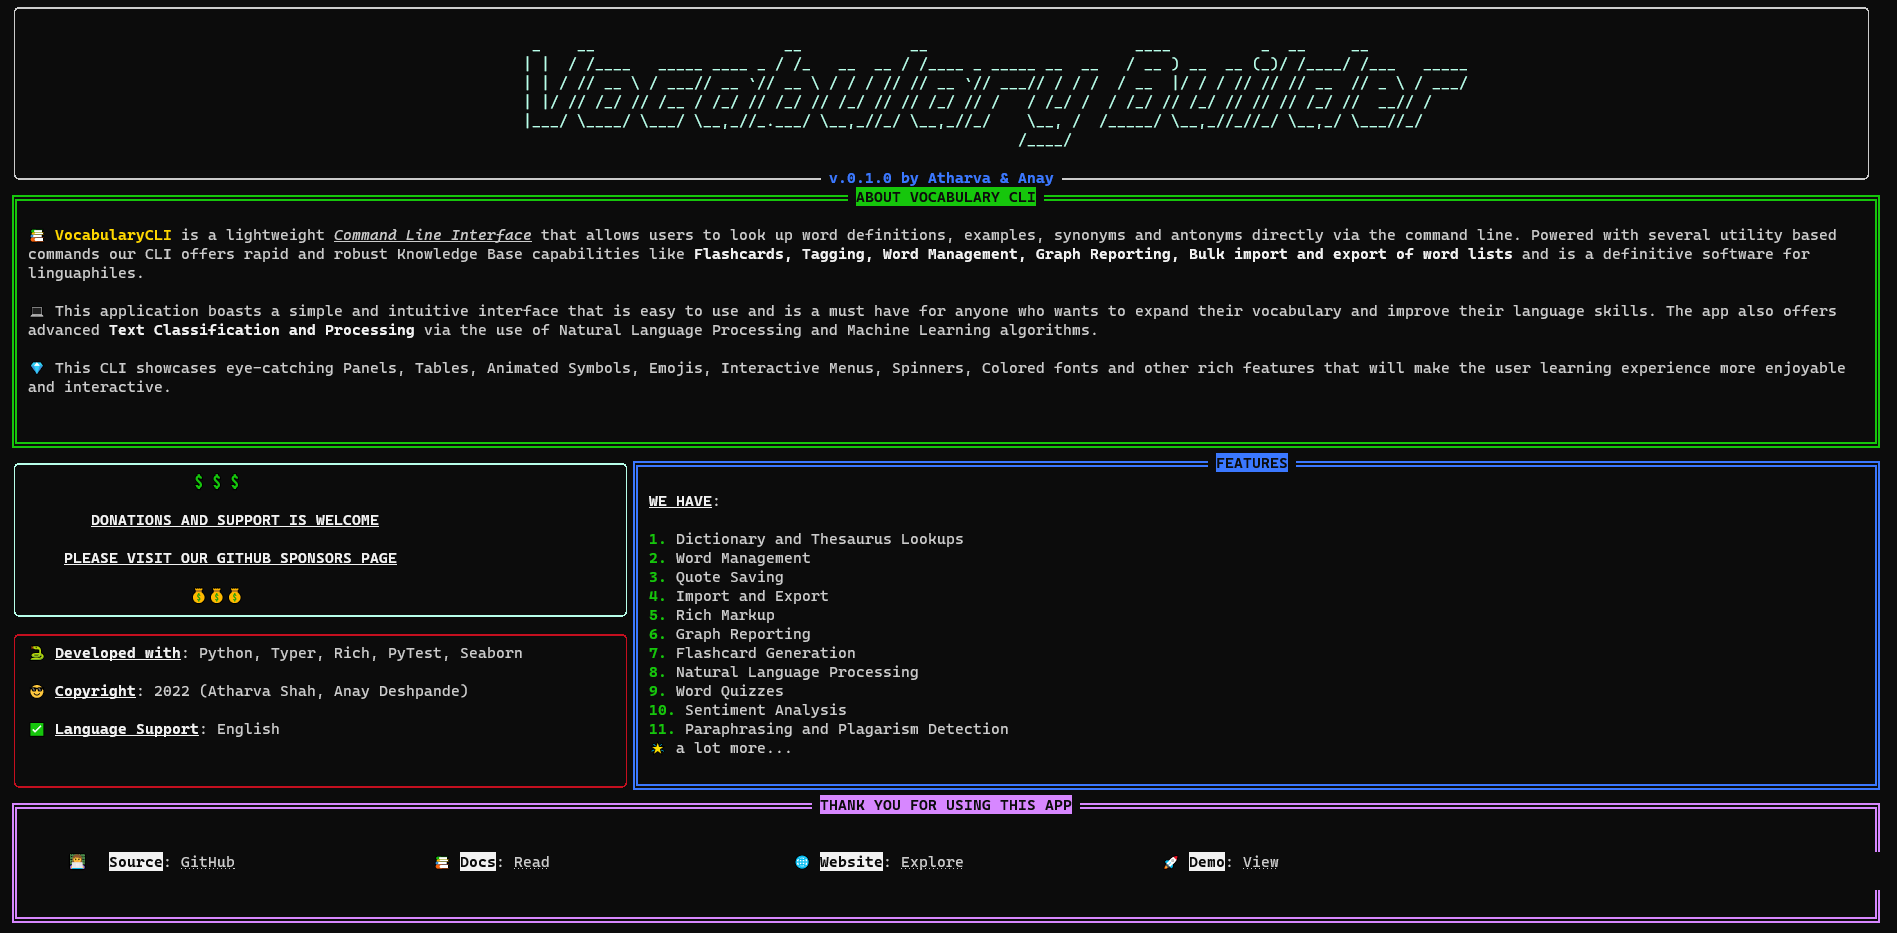 Vocabulary Builder
v.0.1.0 by Atharva & Anay
ABOUT VOCABULARY CLI
📚 VocabularyCLI is a lightweight Command Line Interface that allows users to look up word definitions, examples, synonyms and antonyms directly via the command line. Powered with several utility based
commands our CLI offers rapid and robust Knowledge Base capabilities like Flashcards, Tagging, Word Management, Graph Reporting, Bulk import and export of word lists and is a definitive software for
linguaphiles.
💻 This application boasts a simple and intuitive interface that is easy to use and is a must have for anyone who wants to expand their vocabulary and improve their language skills. The app also offers
advanced Text Classification and Processing via the use of Natural Language Processing and Machine Learning algorithms.
💎 This CLI showcases eye-catching Panels, Tables, Animated Symbols, Emojis, Interactive Menus, Spinners, Colored fonts and other rich features that will make the user learning experience more enjoyable
and interactive.
$ $ $
DONATIONS AND SUPPORT IS WELCOME
PLEASE VISIT OUR GITHUB SPONSORS PAGE
💰💰💰
🐍 Developed with: Python, Typer, Rich, PyTest, Seaborn
😎 Copyright: 2022 (Atharva Shah, Anay Deshpande)
✅ Language Support: English
FEATURES
WE HAVE:
1. Dictionary and Thesaurus Lookups
2. Word Management
3. Quote Saving
4. Import and Export
5. Rich Markup
6. Graph Reporting
7. Flashcard Generation
8. Natural Language Processing
9. Word Quizzes
10. Sentiment Analysis
11. Paraphrasing and Plagarism Detection
🌟 a lot more...
THANK YOU FOR USING THIS APP
👨‍💻 Source: GitHub 📚 Docs: Read 🌐 Website: Explore 🚀 Demo: View